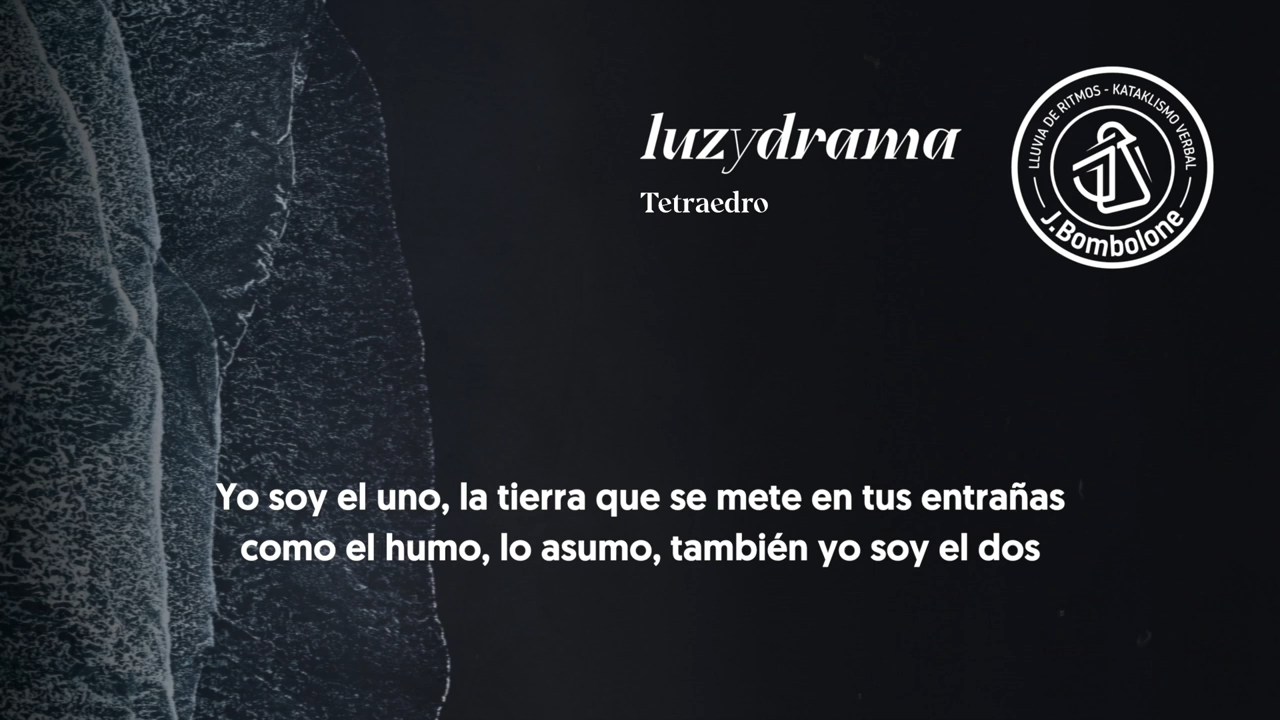 luzydrama
Tetraedro
LLUVIA DE RITMOS - KATAKLISMO VERBAL
J.Bombolone
Yo soy el uno, la tierra que se mete en tus entrañas
como el humo, lo asumo, también yo soy el dos